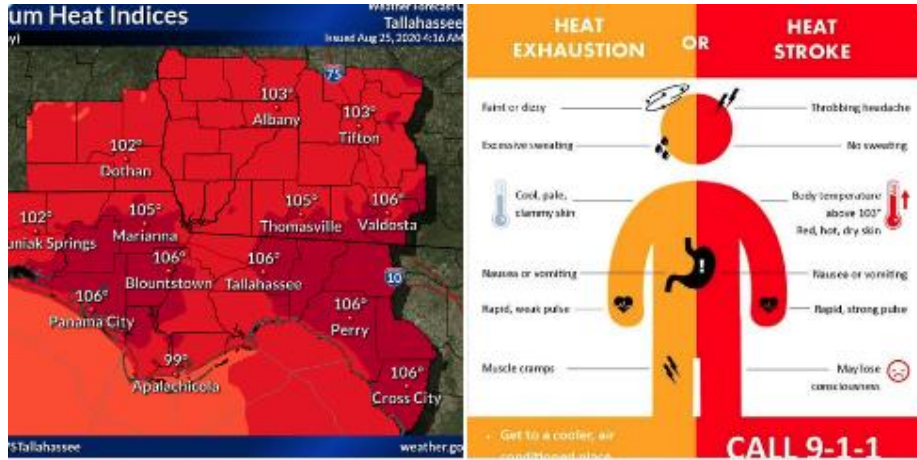 um Heat Indices
Weather Forecast
Tallahassee
Issued Aug 25, 2020 4:16 AM
y)
75
103°
Albany
103°
Tifton
102°
Dothan
102°
uniak Springs
105°
Marianna
105°
Thomasville
106°
Valdosta
106°
Blountstown
106°
Tallahassee
10
106°
Panama City
106°
Perry
99°
Apalachicola
106°
Cross City
STallahassee
weather.go
HEAT
EXHAUSTION
OR
HEAT
STROKE
Faint or dizzy
Throbbing headache
Excessive sweating
No sweating
Cool, pale,
clammy skin
Body temperature
above 103°
Red, hot, dry skin
Nausea or vomiting
Nausea or vomiting
Rapid, weak pulse
Rapid, strong pulse
Muscle cramps
May lose
consciousness
• Get to a cooler, air
conditioned place
CALL 9-1-1